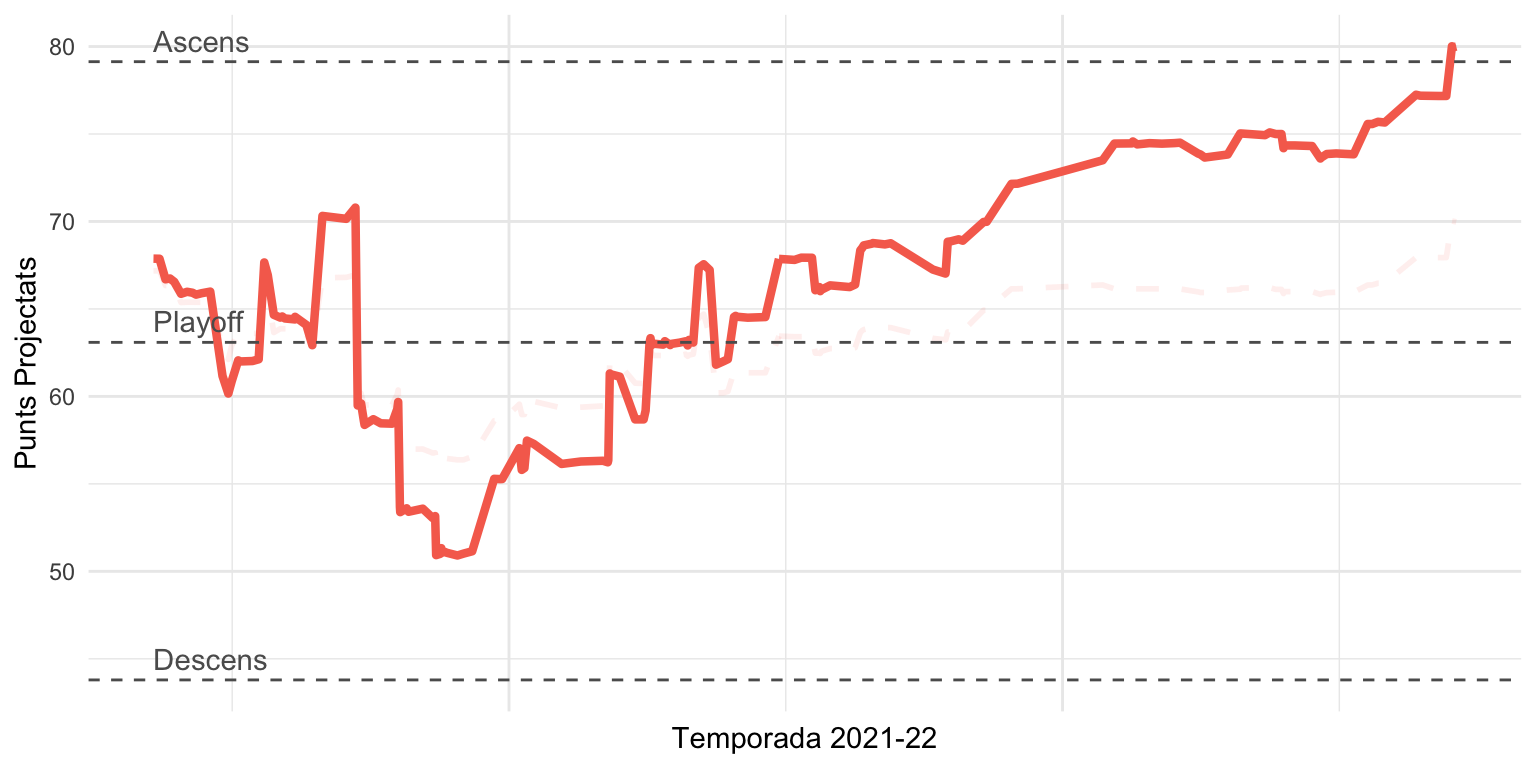 80
Ascens
70
Playoff
60
50
Descens
Punts Projectats
Temporada 2021-22